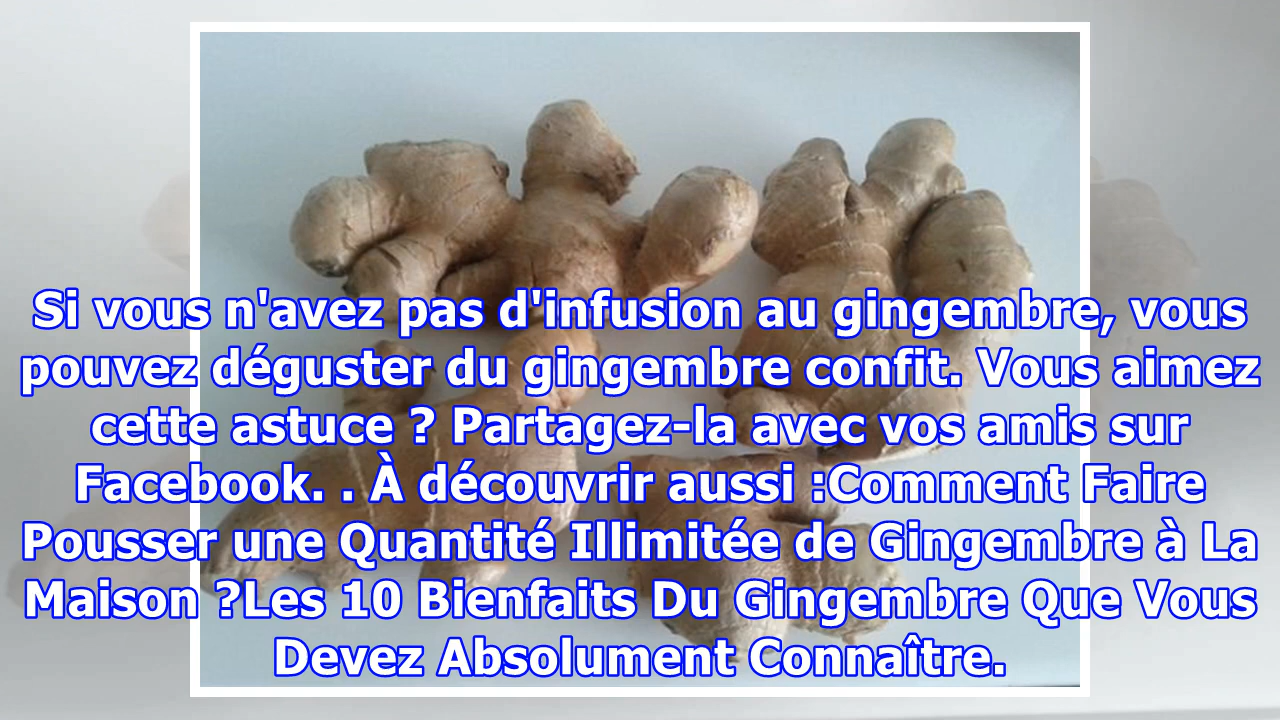 Si vous n'avez pas d'infusion au gingembre, vous
pouvez déguster du gingembre confit. Vous aimez
cette astuce ? Partagez-la avec vos amis sur
Facebook. . À découvrir aussi :Comment Faire
Pousser une Quantité Illimitée de Gingembre à La
Maison ?Les 10 Bienfaits Du Gingembre Que Vous
Devez Absolument Connaître.